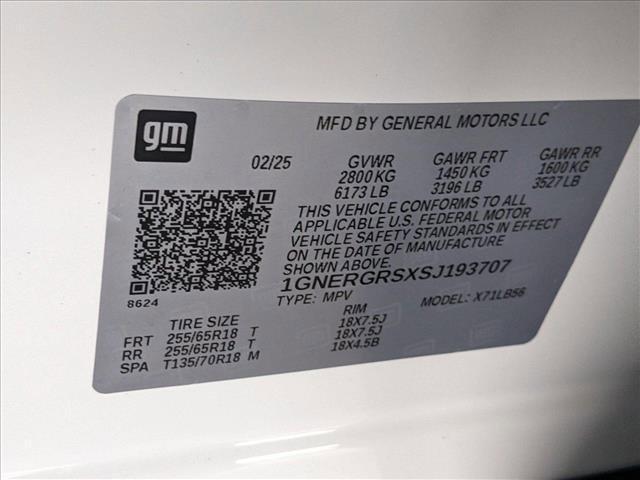 gm
MFD BY GENERAL MOTORS LLC
02/25 GVWR GAWR FRT GAWR RR
2800 KG 1450 KG 1600 KG
6173 LB 3196 LB 3527 LB
THIS VEHICLE CONFORMS TO ALL
APPLICABLE U.S. FEDERAL MOTOR
VEHICLE SAFETY STANDARDS IN EFFECT
ON THE DATE OF MANUFACTURE
SHOWN ABOVE.
1GNERGRSXSJ193707
8624
TYPE: MPV MODEL: X71LB56
TIRE SIZE RIM
FRT 255/65R18 T 18X7.5J
RR 255/65R18 T 18X7.5J
SPA T135/70R18 M 18X4.5B